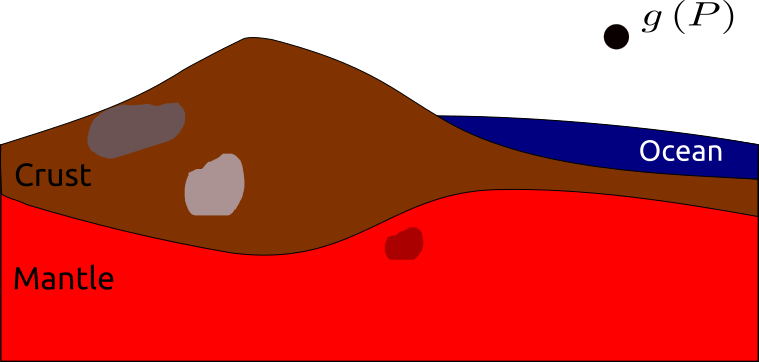 g (P)
Ocean
Crust
Mantle